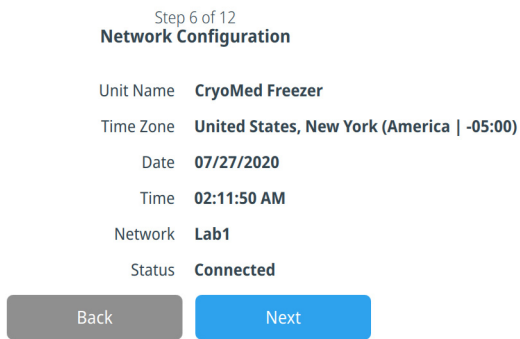 Step 6 of 12
Network Configuration
Unit Name CryoMed Freezer
Time Zone United States, New York (America | -05:00)
Date 07/27/2020
Time 02:11:50 AM
Network Lab1
Status Connected
Back Next